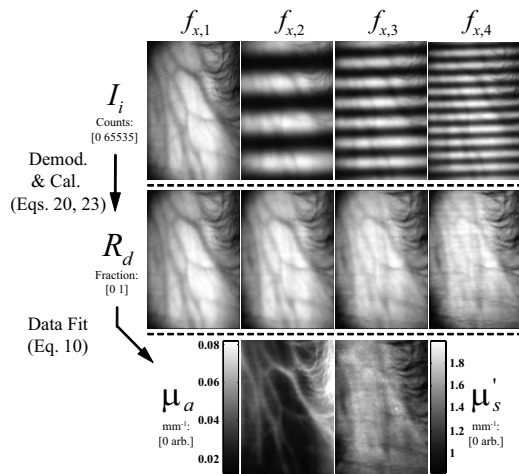 f_{x,1} f_{x,2} f_{x,3} f_{x,4}
I_i
Counts:
[0 65535]
Demod.
& Cal.
(Eqs. 20, 23)
R_d
Fraction:
[0 1]
Data Fit
(Eq. 10)
μ_a
mm⁻¹:
[0 arb.]
0.08
0.06
0.04
0.02
1.8
1.6
1.4
1.2
1
μ'_s
mm⁻¹:
[0 arb.]